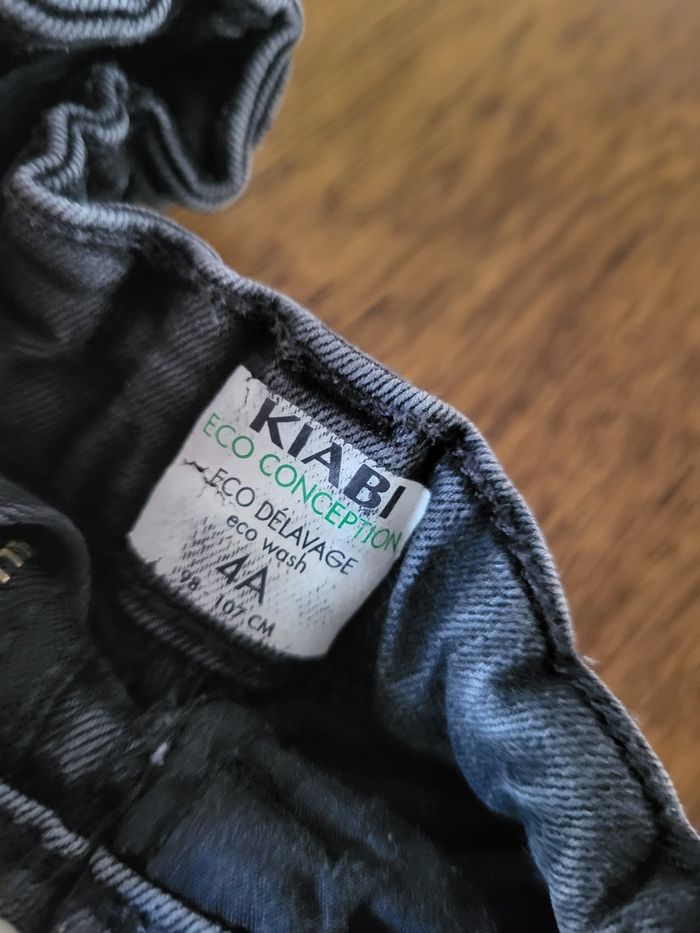 KIABI
ECO CONCEPTION
ECO DÉLAVAGE
eco wash
4A
98 107 CM